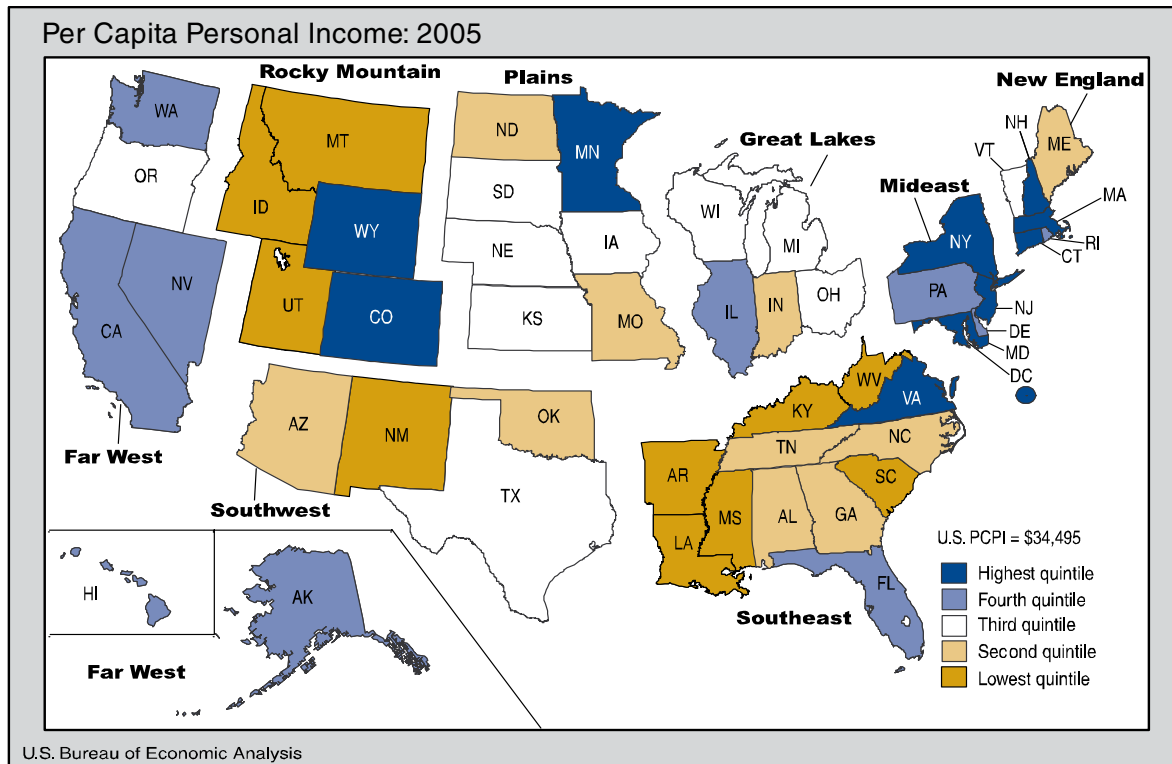 Per Capita Personal Income: 2005
Rocky Mountain
Plains
New England
Great Lakes
Mideast
WA
OR
CA
NV
Far West
MT
ID
WY
UT
CO
ND
MN
SD
NE
IA
KS
MO
WI
MI
IL
IN
OH
NH
VT
ME
MA
NY
RI
CT
PA
NJ
DE
MD
DC
AZ
NM
OK
TX
Southwest
WV
VA
KY
TN
NC
AR
SC
MS
AL
GA
LA
FL
Southeast
HI
AK
Far West
U.S. PCPI = $34,495
Highest quintile
Fourth quintile
Third quintile
Second quintile
Lowest quintile
U.S. Bureau of Economic Analysis